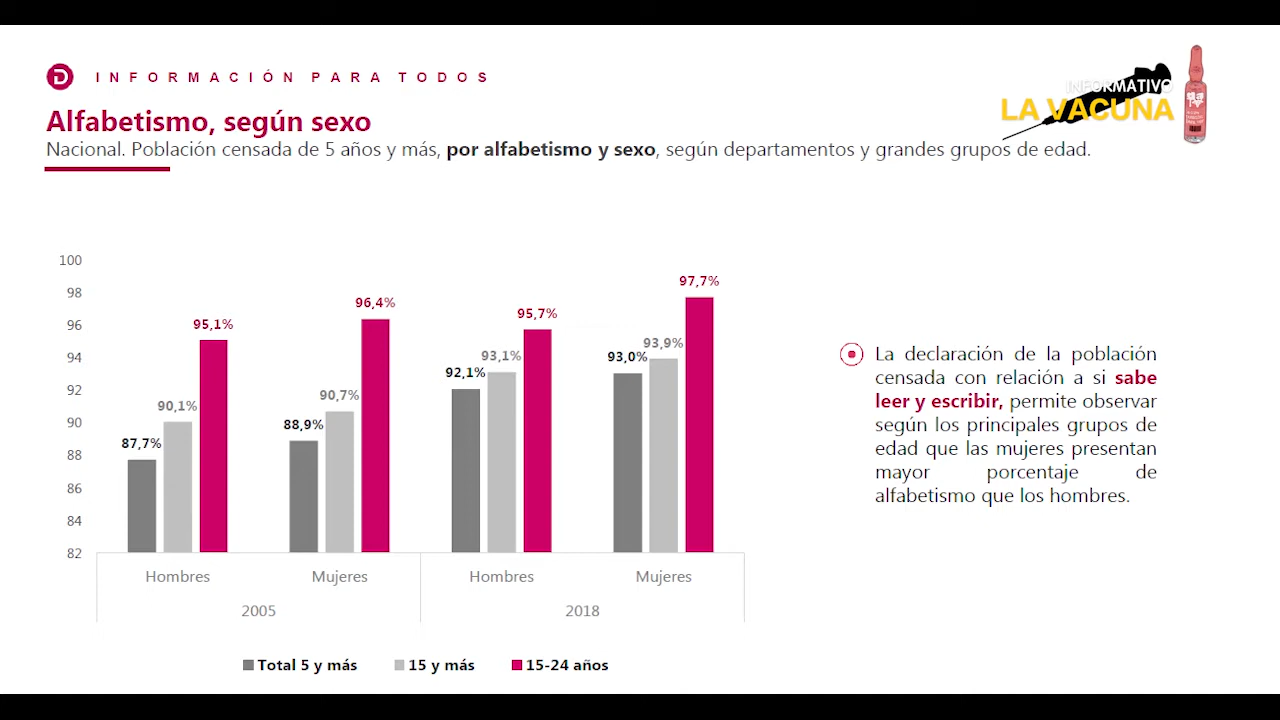 INFORMACIÓN PARA TODOS
INFORMATIVO
LA VACUNA
Alfabetismo, según sexo
Nacional. Población censada de 5 años y más, por alfabetismo y sexo, según departamentos y grandes grupos de edad.
100
98
96
94
92
90
88
86
84
82
87,7%
90,1%
95,1%
88,9%
90,7%
96,4%
92,1%
93,1%
95,7%
93,0%
93,9%
97,7%
Hombres
Mujeres
Hombres
Mujeres
2005
2018
Total 5 y más
15 y más
15-24 años
La declaración de la población
censada con relación a si sabe
leer y escribir, permite observar
según los principales grupos de
edad que las mujeres presentan
mayor porcentaje de
alfabetismo que los hombres.